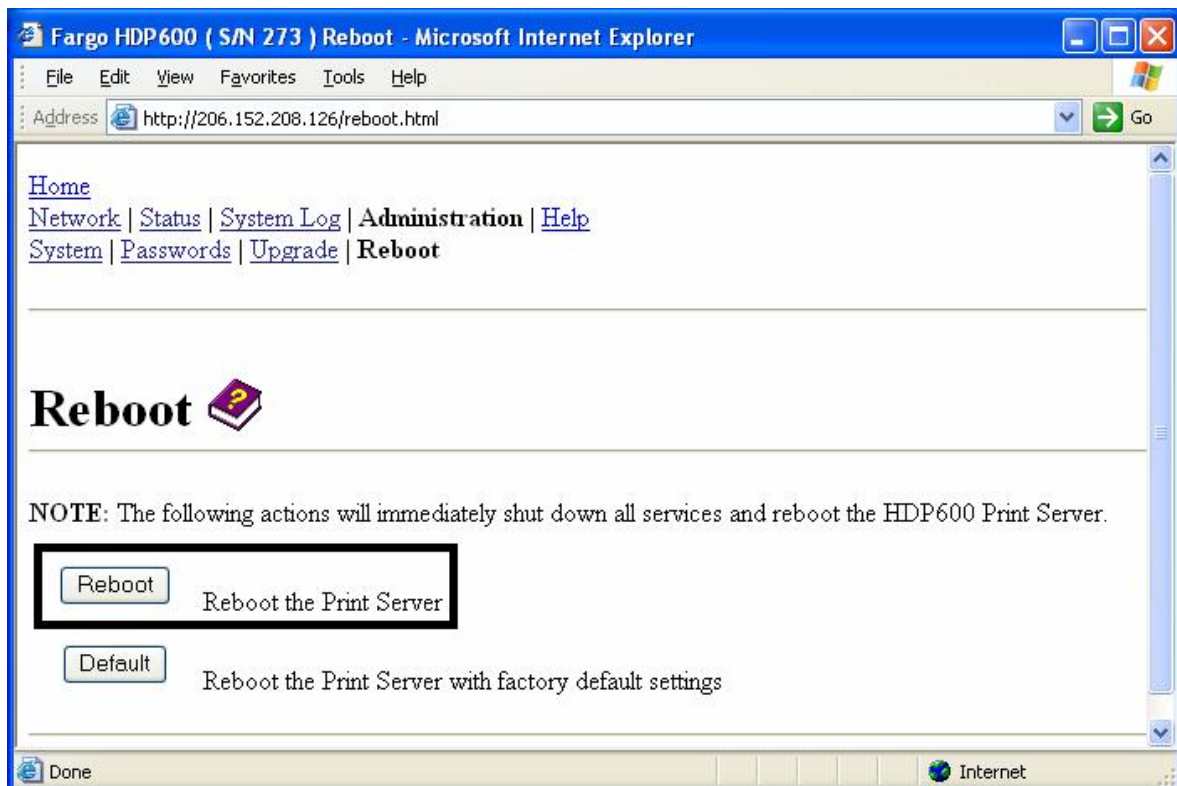 Fargo HDP600 ( S/N 273 ) Reboot - Microsoft Internet Explorer
File Edit View Favorites Tools Help
Address http://206.152.208.126/reboot.html Go
Home
Network | Status | System Log | Administration | Help
System | Passwords | Upgrade | Reboot
Reboot ?
NOTE: The following actions will immediately shut down all services and reboot the HDP600 Print Server.
Reboot Reboot the Print Server
Default Reboot the Print Server with factory default settings
Done Internet